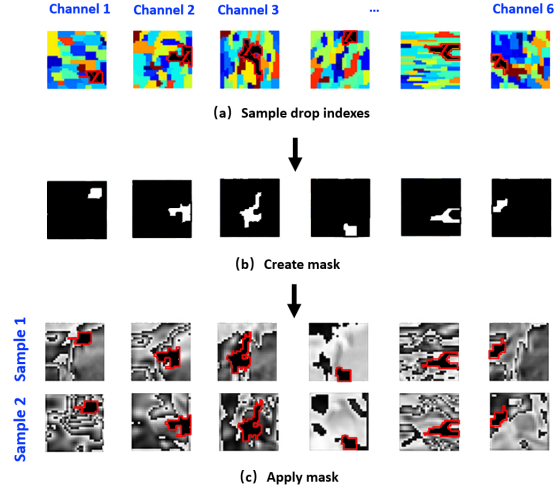 Channel 1 Channel 2 Channel 3 ... Channel 6
(a) Sample drop indexes
(b) Create mask
Sample 1
Sample 2
(c) Apply mask